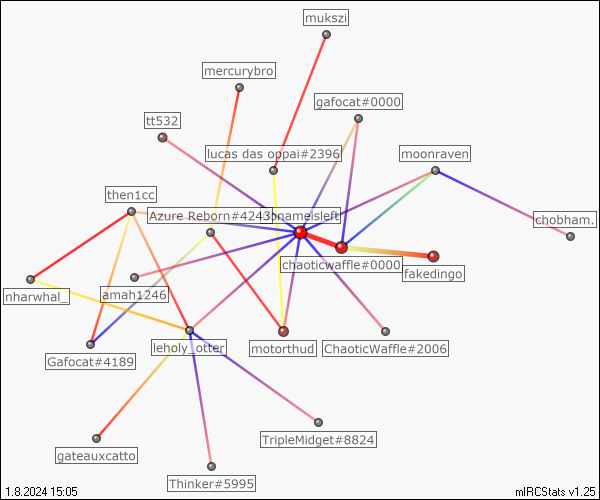 mukszi
mercurybro
gafocat#0000
tt532
lucas das oppai#2396
moonraven
then1cc
Azure Reborn#4243
nameisleft
chobham.
chaoticwaffle#0000
fakedingo
nharwhal_
amah1246
leholy_otter
motorthud
ChaoticWaffle#2006
Gafocat#4189
TripleMidget#8824
gateauxcatto
Thinker#5995
1.8.2024 15:05
mIRCStats v1.25